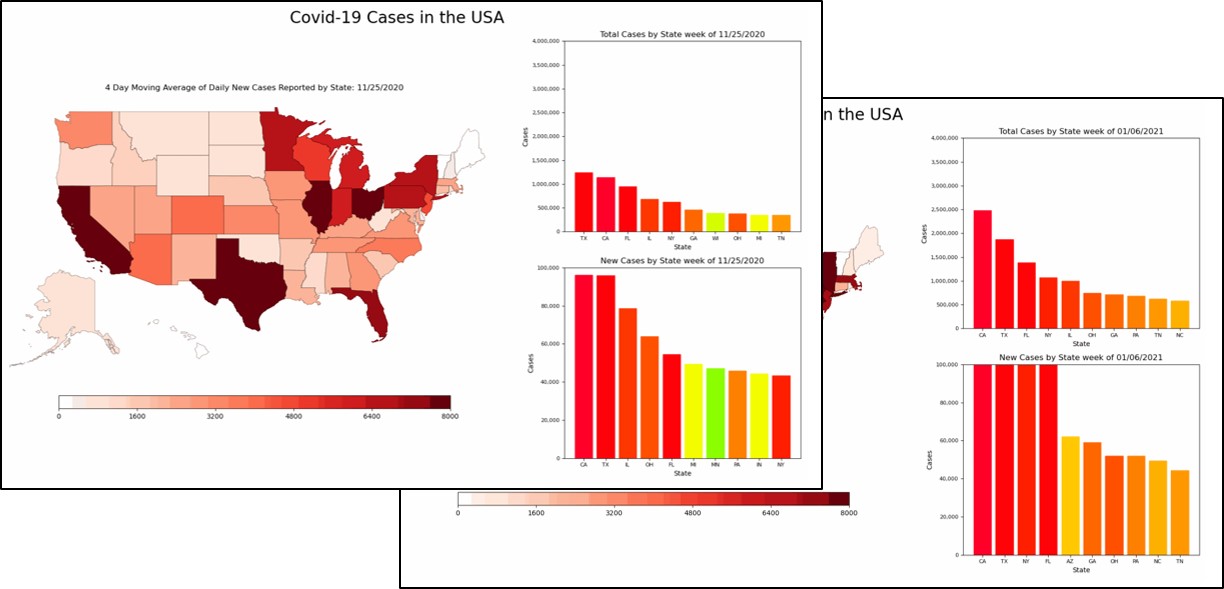 Covid-19 Cases in the USA
4 Day Moving Average of Daily New Cases Reported by State: 11/25/2020
0 1600 3200 4800 6400 8000
Total Cases by State week of 11/25/2020
Cases
4,000,000
3,500,000
3,000,000
2,500,000
2,000,000
1,500,000
1,000,000
500,000
0
TX CA FL IL NY GA WI OH MI TN
State
New Cases by State week of 11/25/2020
Cases
100,000
80,000
60,000
40,000
20,000
0
CA TX IL OH FL MI MN PA IN NY
State
n the USA
0 1600 3200 4800 6400 8000
Total Cases by State week of 01/06/2021
Cases
4,000,000
3,500,000
3,000,000
2,500,000
2,000,000
1,500,000
1,000,000
500,000
0
CA TX FL NY IL OH GA PA TN NC
State
New Cases by State week of 01/06/2021
Cases
100,000
80,000
60,000
40,000
20,000
0
CA TX NY FL AZ GA OH PA NC TN
State